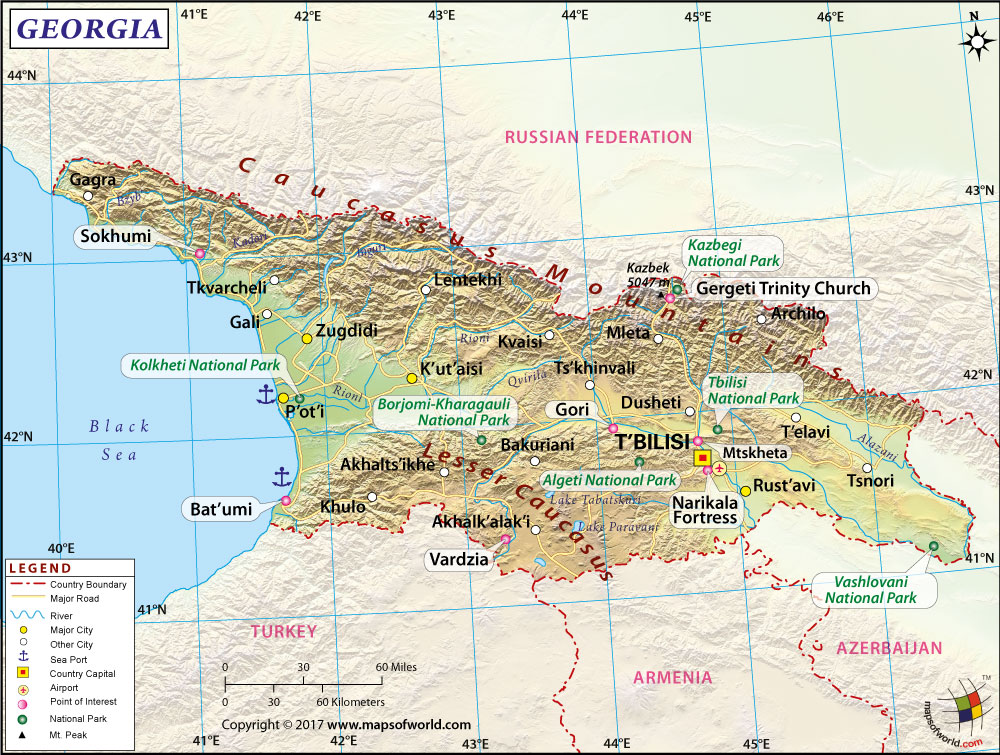 GEORGIA
41°E
42°E
43°E
44°E
45°E
46°E
N
44°N
RUSSIAN FEDERATION
Caucasus Mountains
Gagra
Bzyb'
43°N
Sokhumi
Kodori
Inguri
Kazbegi
National Park
Kazbek
5047 m
43°N
Lentekhi
Gergeti Trinity Church
Tkvarcheli
Archilo
Gali
Zugdidi
Rioni
Kvaisi
Mleta
Kolkheti National Park
K'ut'aisi
Qvirila
Ts'khinvali
Tbilisi
National Park
42°N
Rioni
P'ot'i
Borjomi-Kharagauli
National Park
Gori
Dusheti
42°N
Black
Sea
T'BILISI
T'elavi
Alazani
Bakuriani
Mtskheta
Akhalts'ikhe
Lesser Caucasus
Algeti National Park
Tsnori
Rust'avi
Bat'umi
Khulo
Lake Tabatskuri
Narikala
Fortress
Akhalk'alak'i
Lake Paravani
Vardzia
40°E
41°N
Vashlovani
National Park
LEGEND
Country Boundary
Major Road
River
Major City
Other City
Sea Port
Country Capital
Airport
Point of Interest
National Park
Mt. Peak
41°N
TURKEY
ARMENIA
AZERBAIJAN
0 30 60 Miles
0 30 60 Kilometers
Copyright © 2017 www.mapsofworld.com
TM
mapsofworld.com
41°E
42°E
43°E
44°E
45°E